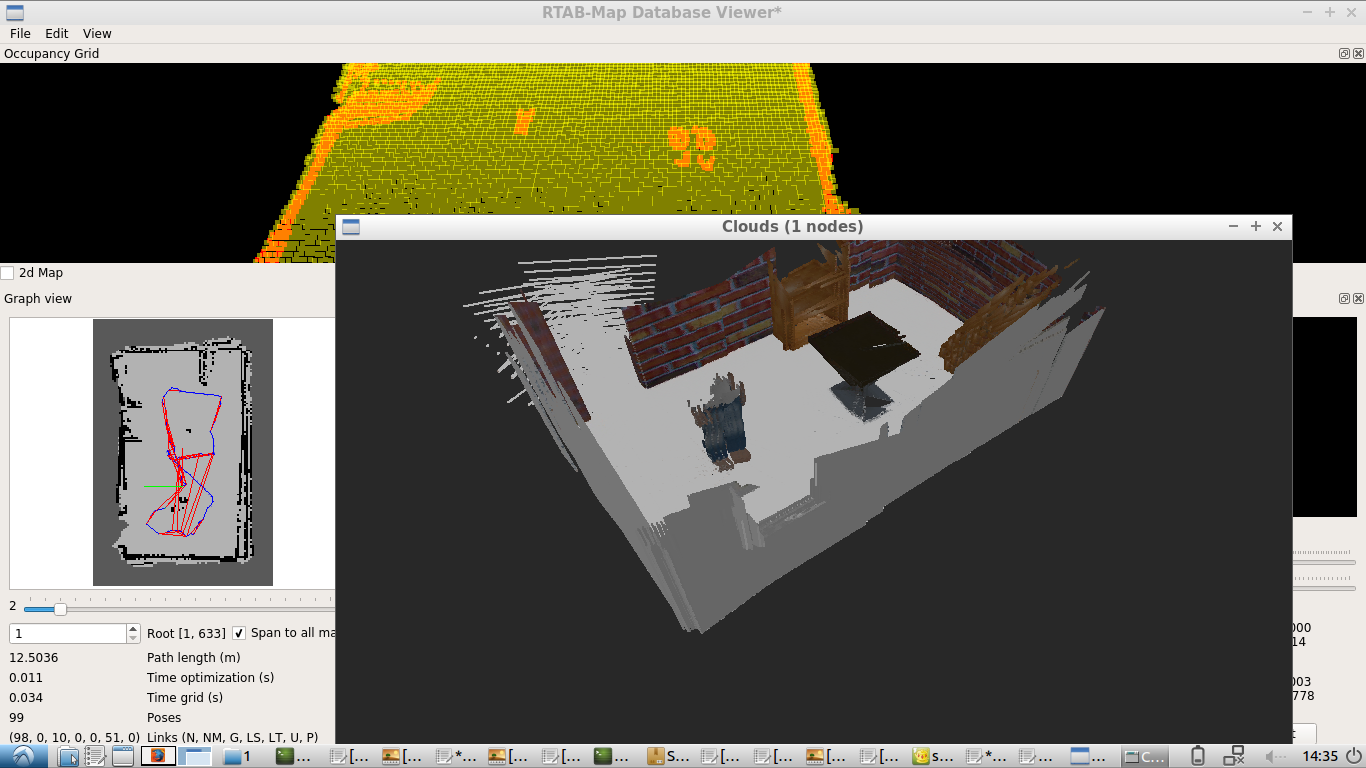 RTAB-Map Database Viewer*
File Edit View
Occupancy Grid
Clouds (1 nodes)
2d Map
Graph view
2
1 Root [1, 633] Span to all ma
000
12.5036 Path length (m)
14
0.011 Time optimization (s)
003
0.034 Time grid (s)
778
99 Poses
(98, 0, 10, 0, 0, 51, 0) Links (N, NM, G, LS, LT, U, P)
t
1 ... [... [... *... [... [... ... S... [... [... [... [... s... *... ... ... C... 14:35